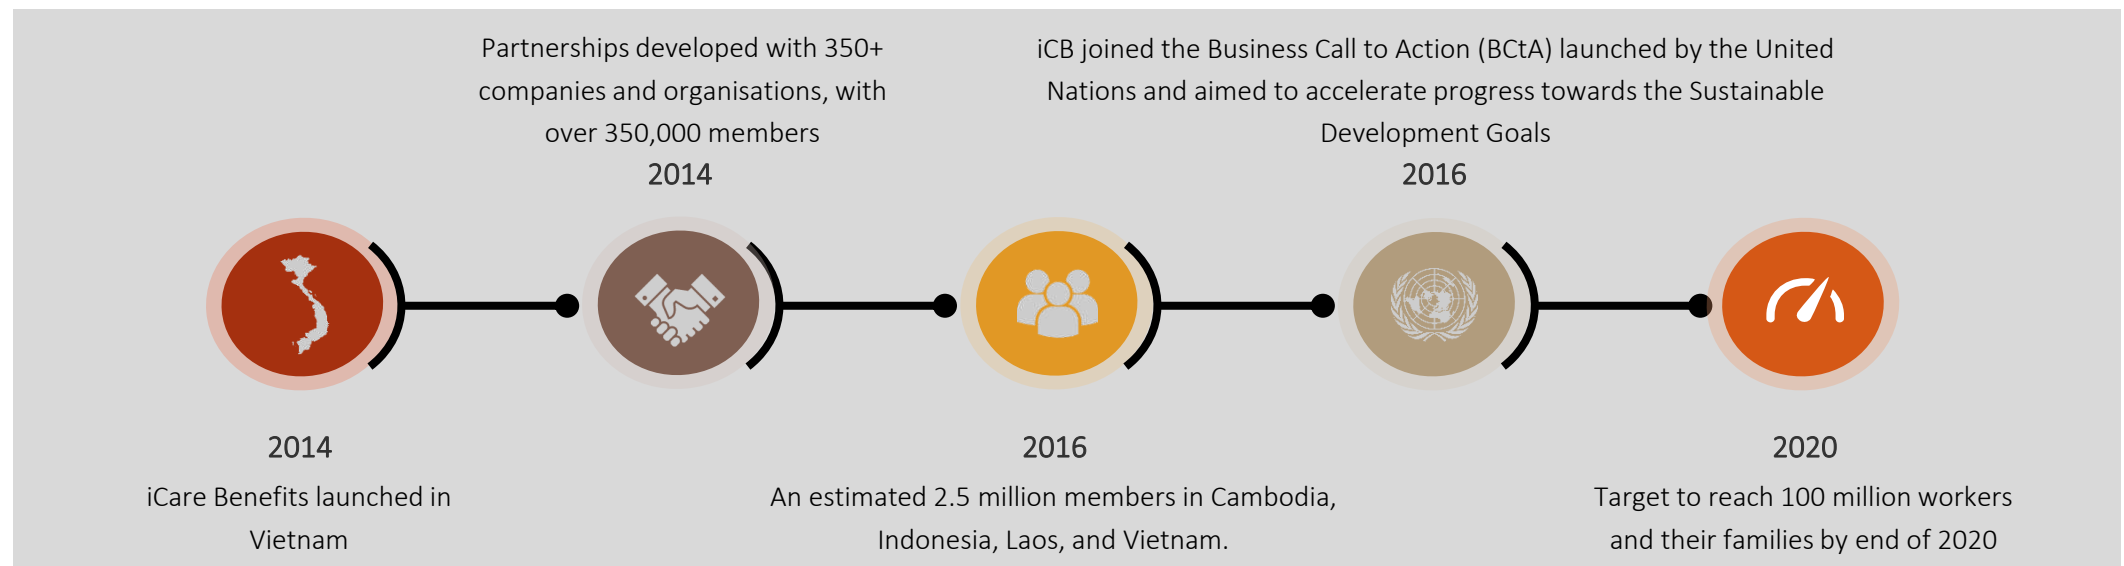 Partnerships developed with 350+
companies and organisations, with
over 350,000 members
2014
iCB joined the Business Call to Action (BCtA) launched by the United
Nations and aimed to accelerate progress towards the Sustainable
Development Goals
2016
2014
iCare Benefits launched in
Vietnam
2016
An estimated 2.5 million members in Cambodia,
Indonesia, Laos, and Vietnam.
2020
Target to reach 100 million workers
and their families by end of 2020